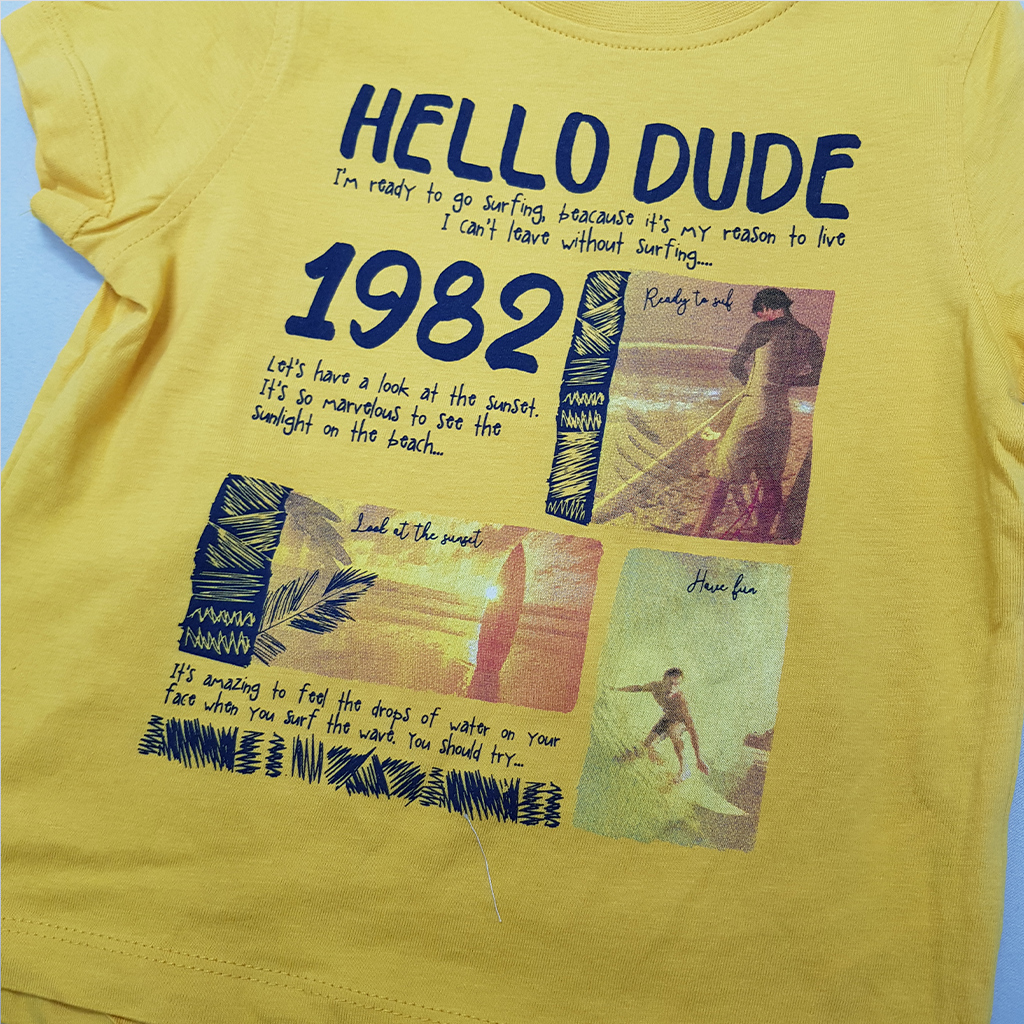 HELLO DUDE
I'm ready to go surfing, beacause it's my reason to live
I can't leave without surfing....
1982
Ready to suf
Let's have a look at the sunset.
It's so marvelous to see the
sunlight on the beach...
Look at the sunset
Have fun
It's amazing to feel the drops of water on your
face when you surf the wave. You should try...